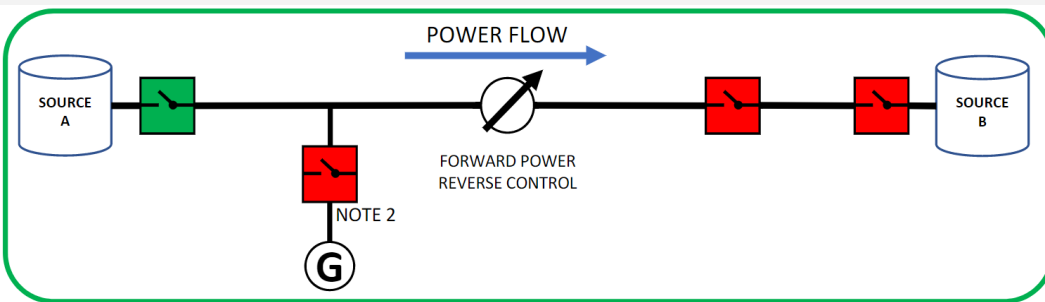 POWER FLOW
SOURCE
A
SOURCE
B
FORWARD POWER
REVERSE CONTROL
NOTE 2
G